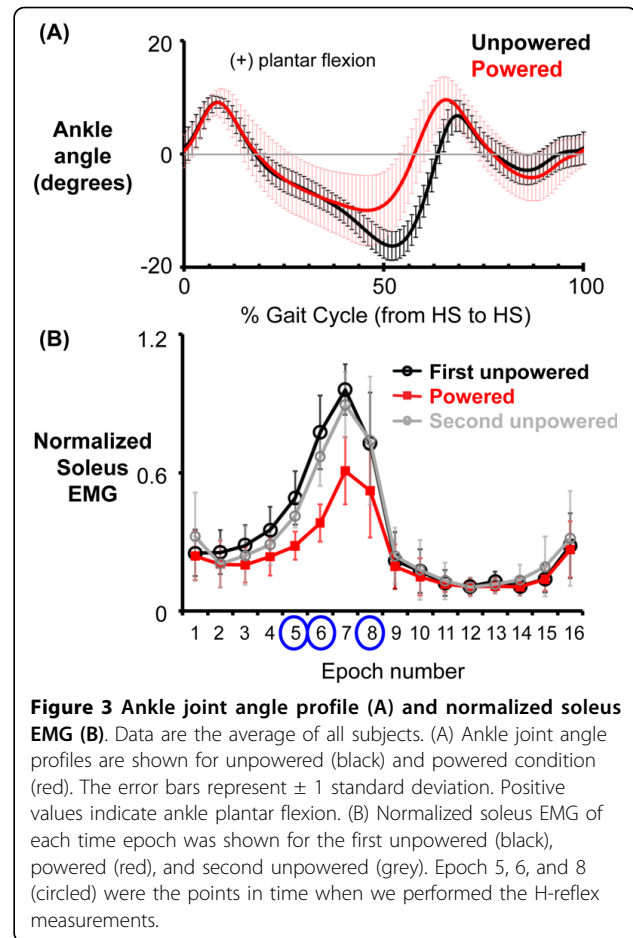 (A)
20
(+) plantar flexion
Unpowered
Powered
Ankle
angle
(degrees)
0
-20
0
50
100
% Gait Cycle (from HS to HS)
(B)
1.2
First unpowered
Powered
Second unpowered
Normalized
Soleus
EMG
0.6
0
1 2 3 4 5 6 7 8 9 10 11 12 13 14 15 16
Epoch number
Figure 3 Ankle joint angle profile (A) and normalized soleus
EMG (B). Data are the average of all subjects. (A) Ankle joint angle
profiles are shown for unpowered (black) and powered condition
(red). The error bars represent ± 1 standard deviation. Positive
values indicate ankle plantar flexion. (B) Normalized soleus EMG of
each time epoch was shown for the first unpowered (black),
powered (red), and second unpowered (grey). Epoch 5, 6, and 8
(circled) were the points in time when we performed the H-reflex
measurements.